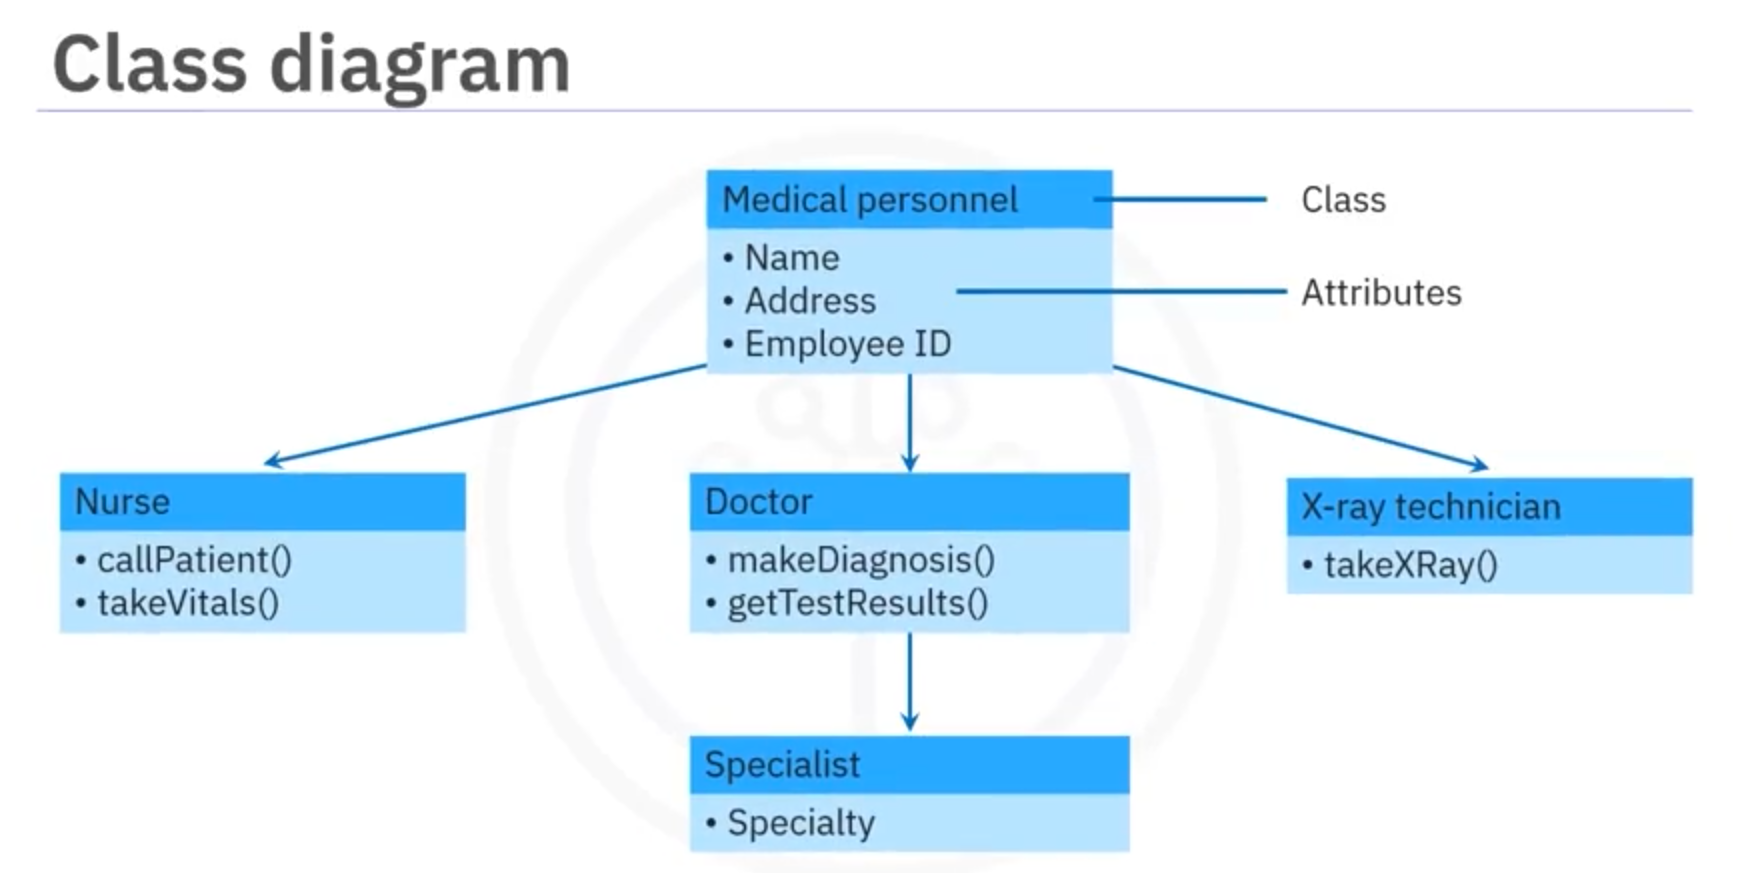 Class diagram
Medical personnel
Class
• Name
• Address
• Employee ID
Attributes
Nurse
• callPatient()
• takeVitals()
Doctor
• makeDiagnosis()
• getTestResults()
X-ray technician
• takeXRay()
Specialist
• Specialty